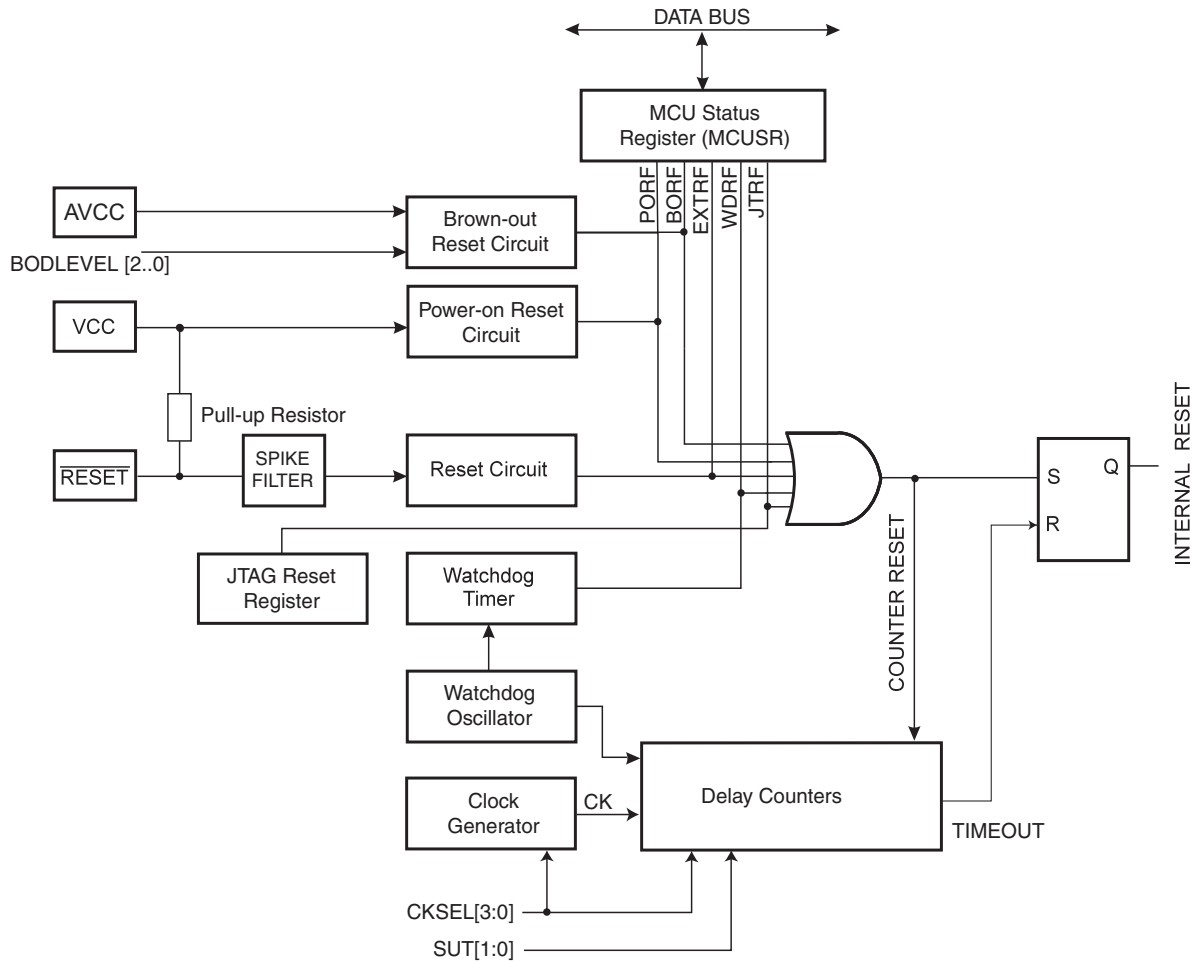 DATA BUS
MCU Status
Register (MCUSR)
PORF
BORF
EXTRF
WDRF
JTRF
AVCC
BODLEVEL [2..0]
Brown-out
Reset Circuit
VCC
Power-on Reset
Circuit
Pull-up Resistor
RESET
SPIKE
FILTER
Reset Circuit
S
Q
R
INTERNAL RESET
JTAG Reset
Register
Watchdog
Timer
COUNTER RESET
Watchdog
Oscillator
Clock
Generator
CK
Delay Counters
TIMEOUT
CKSEL[3:0]
SUT[1:0]